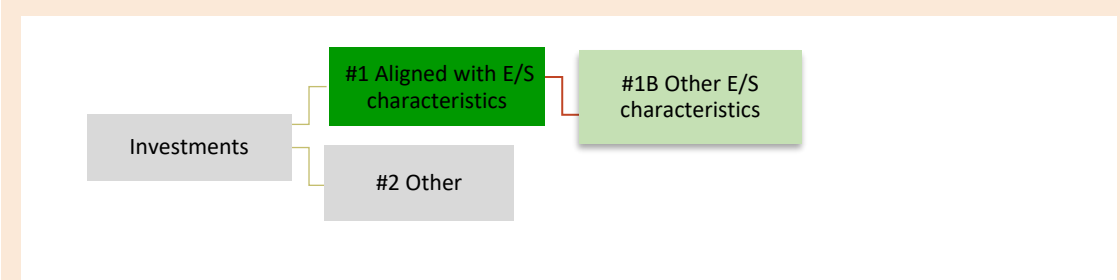 #1 Aligned with E/S
characteristics
#1B Other E/S
characteristics
Investments
#2 Other